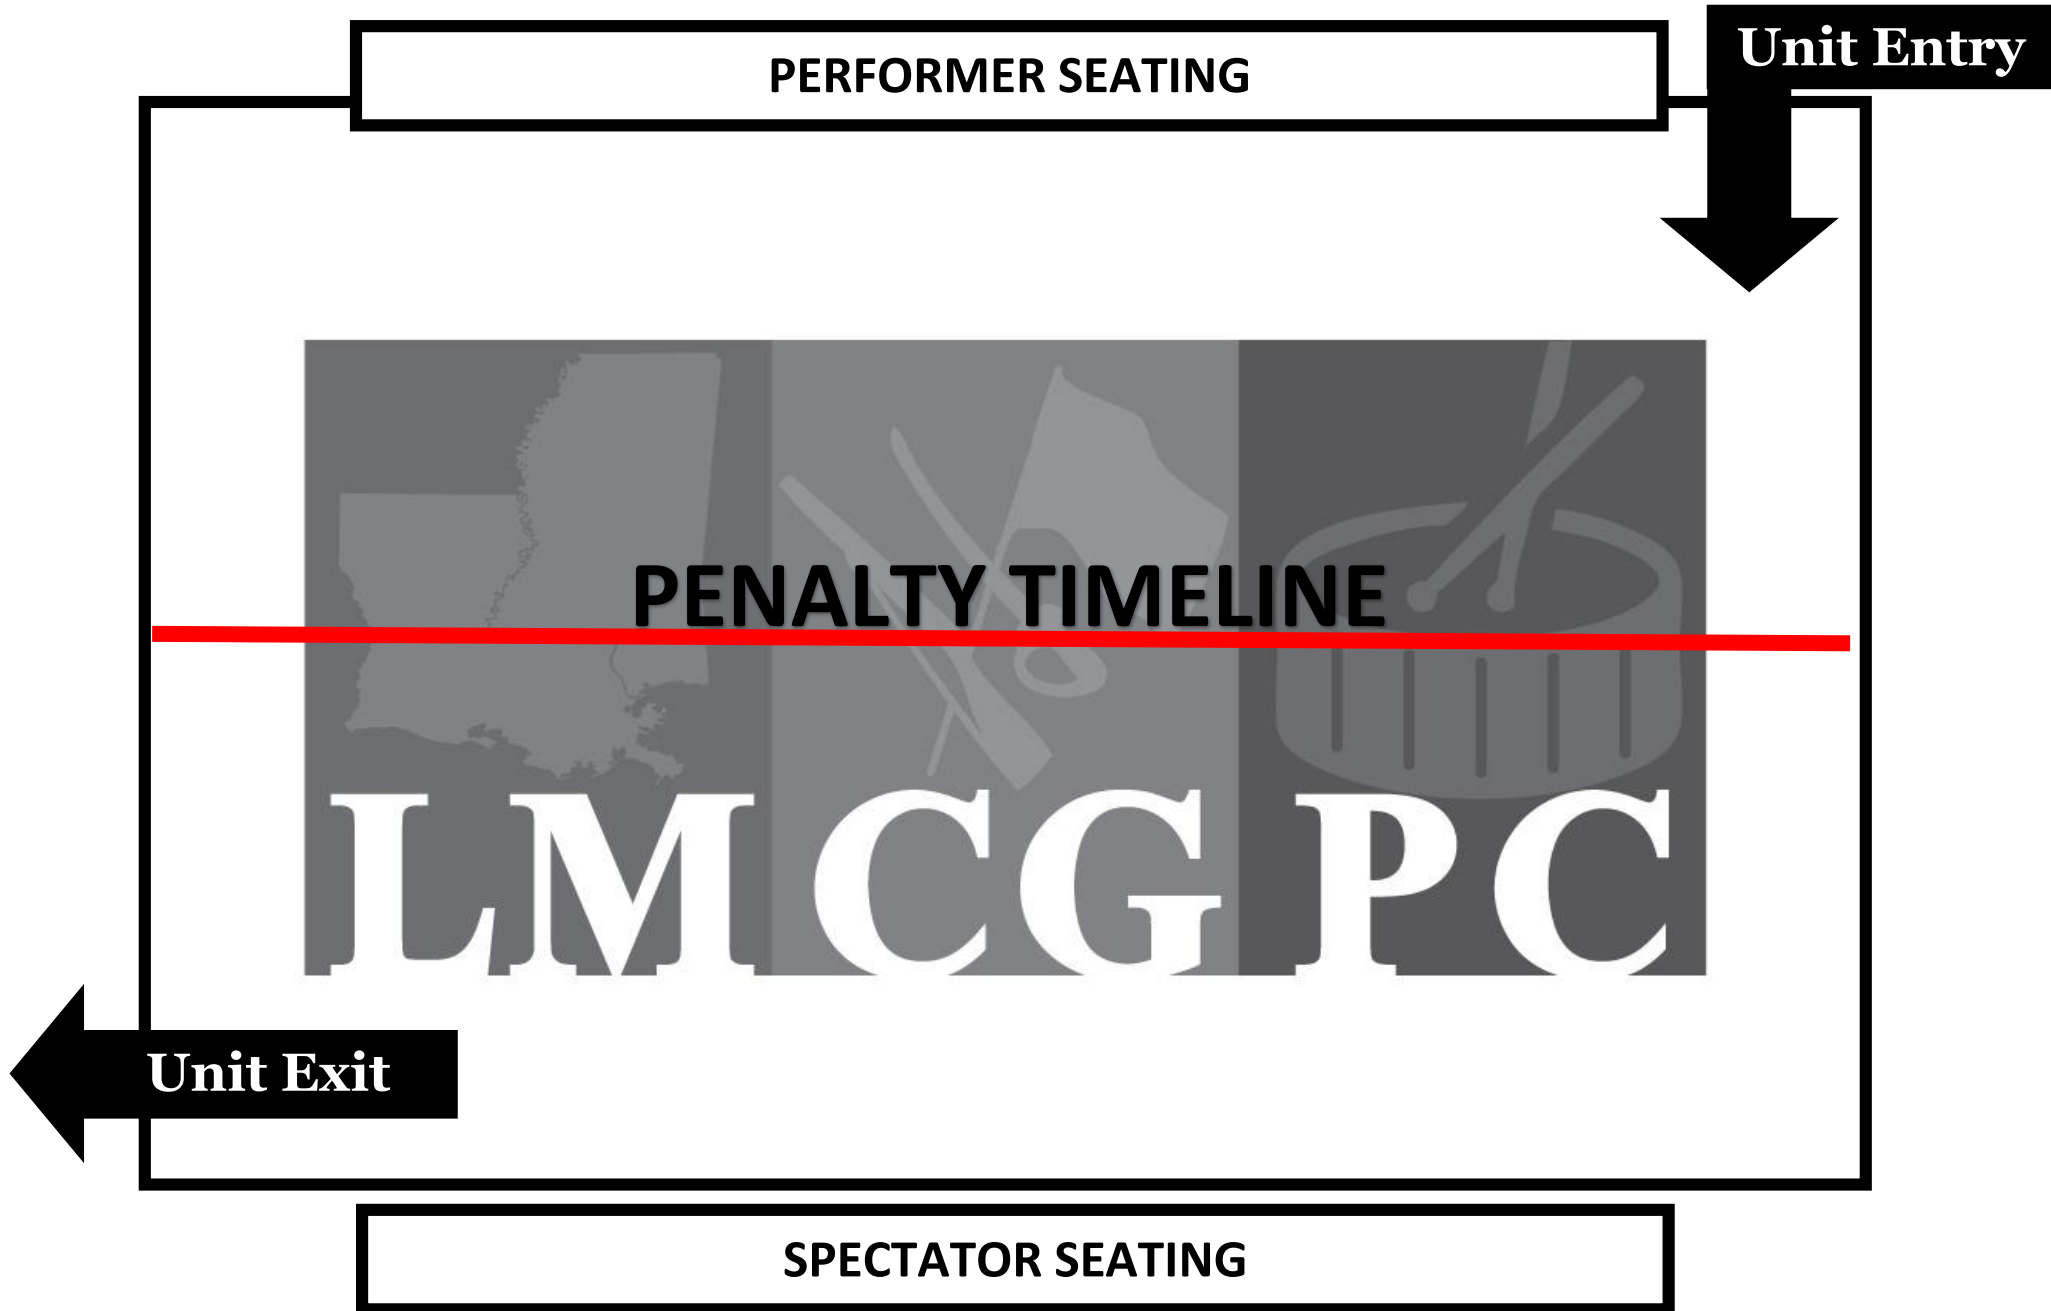 Unit Entry
PERFORMER SEATING
PENALTY TIMELINE
LMCGPC
Unit Exit
SPECTATOR SEATING